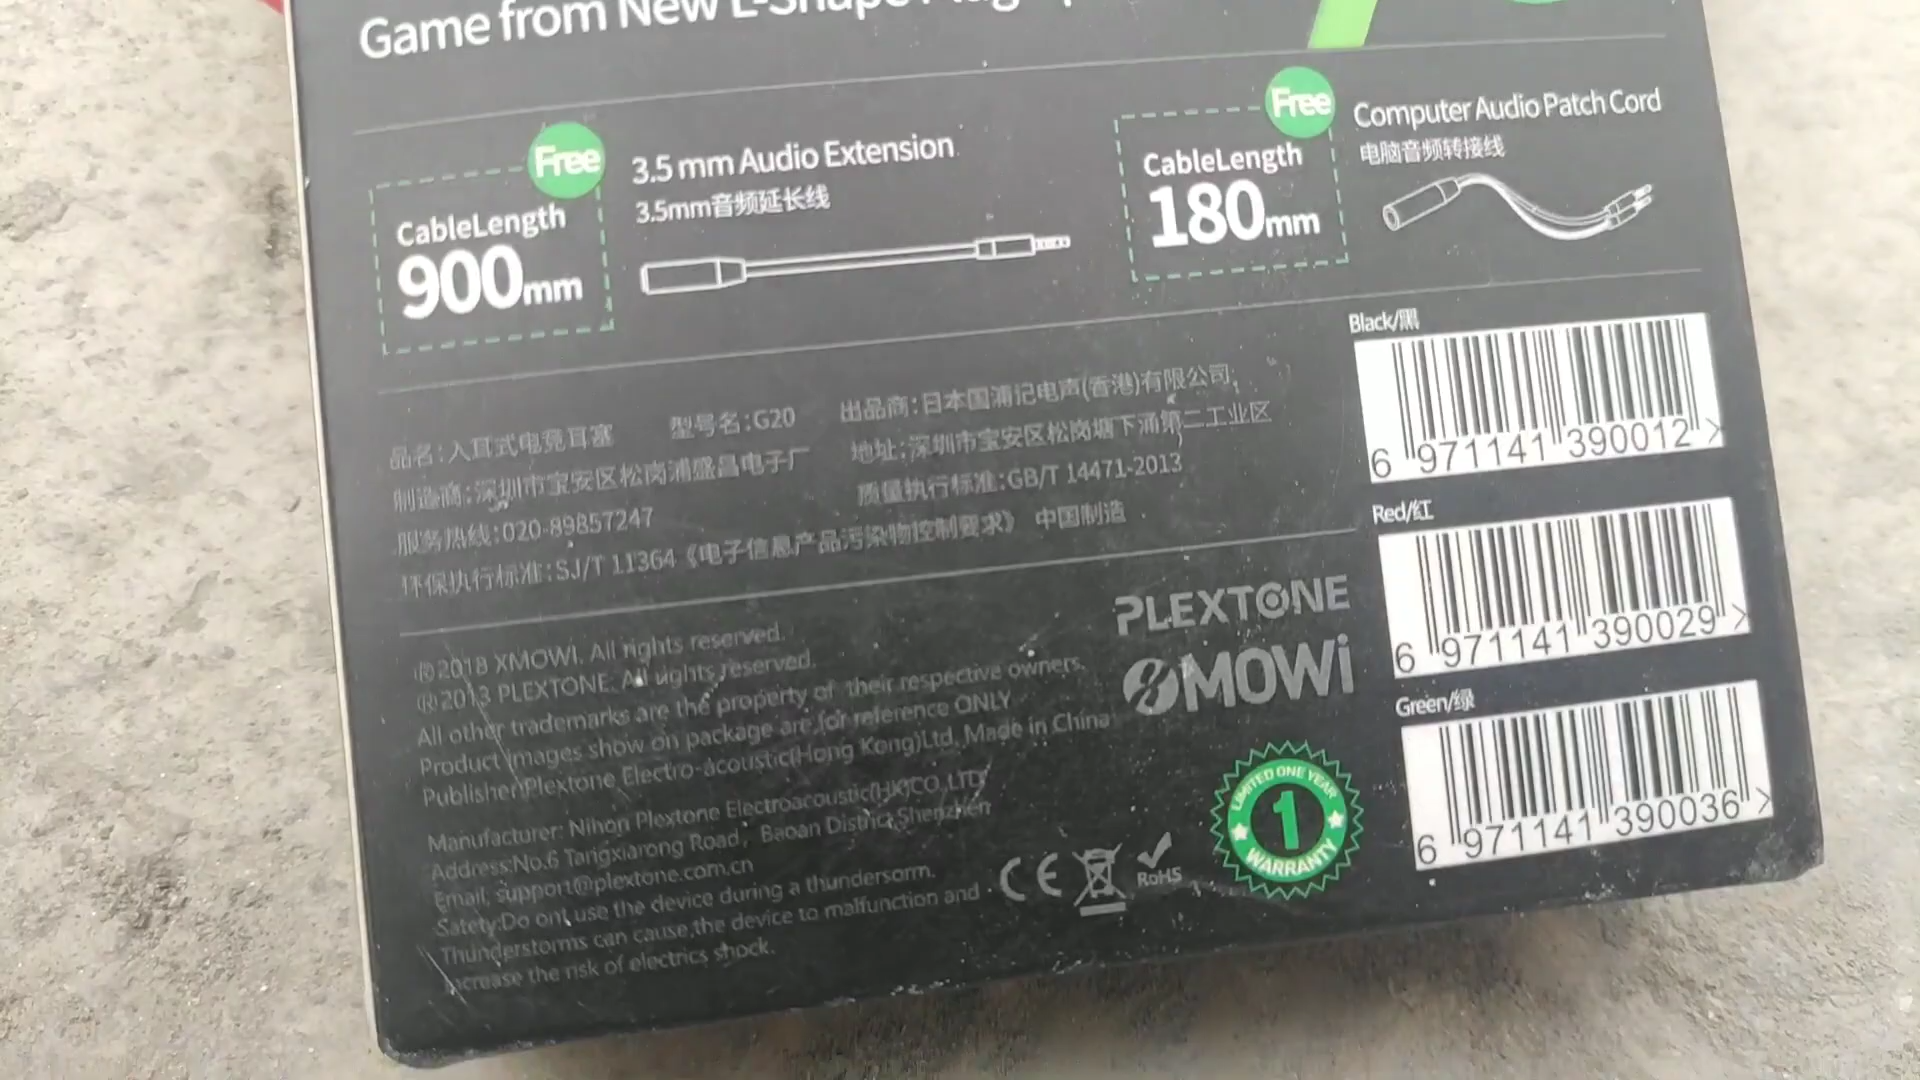 Game from New L-Shape
Free
CableLength
900mm
3.5 mm Audio Extension
3.5mm音频延长线
Free
CableLength
180mm
Computer Audio Patch Cord
电脑音频转接线
品名:入耳式电竞耳塞 型号名:G20 出品商:日本国浦记电声(香港)有限公司
制造商:深圳市宝安区松岗浦盛昌电子厂 地址:深圳市宝安区松岗塘下涌第二工业区
服务热线:020-89857247 质量执行标准:GB/T 14471-2013
环保执行标准:SJ/T 11364《电子信息产品污染物控制要求》 中国制造
Black/黑
6 971141 390012 >
Red/红
6 971141 390029 >
Green/绿
6 971141 390036 >
©2018 XMOWI. All rights reserved.
®2013 PLEXTONE. All rights reserved.
All other trademarks are the property of their respective owners.
Product images show on package are for reference ONLY
Publisher:Plextone Electro-acoustic(Hong Kong)Ltd. Made in China
Manufacturer: Nihon Plextone Electroacoustic(HK)CO.,LTD
Address:No.6 Tangxiarong Road, Baoan District,Shenzhen
Email: support@plextone.com.cn
Safety:Do ont use the device during a thundersorm.
Thunderstorms can cause the device to malfunction and
increase the risk of electrics shock.
PLEXTONE
MOWi
CE
RoHS
LIMITED ONE YEAR
1
WARRANTY